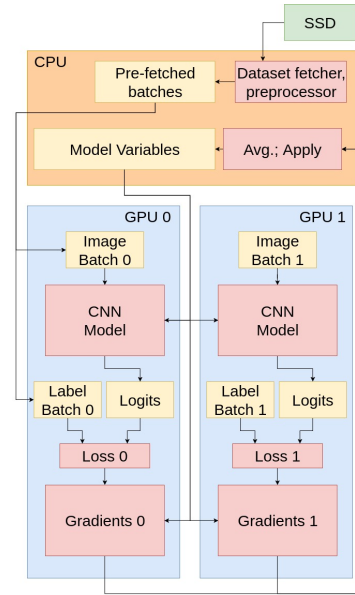 SSD
CPU
Pre-fetched
batches
Dataset fetcher,
preprocessor
Model Variables
Avg.; Apply
GPU 0
GPU 1
Image
Batch 0
Image
Batch 1
CNN
Model
CNN
Model
Label
Batch 0
Logits
Label
Batch 1
Logits
Loss 0
Loss 1
Gradients 0
Gradients 1